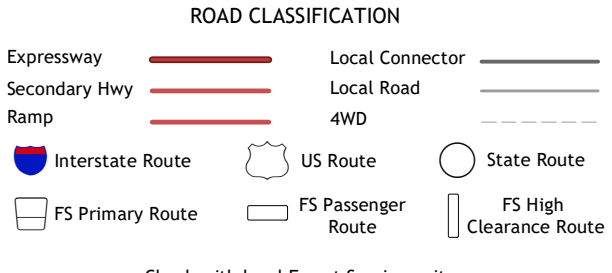 ROAD CLASSIFICATION
Expressway
Local Connector
Secondary Hwy
Local Road
Ramp
4WD
Interstate Route
US Route
State Route
FS Primary Route
FS Passenger
Route
FS High
Clearance Route